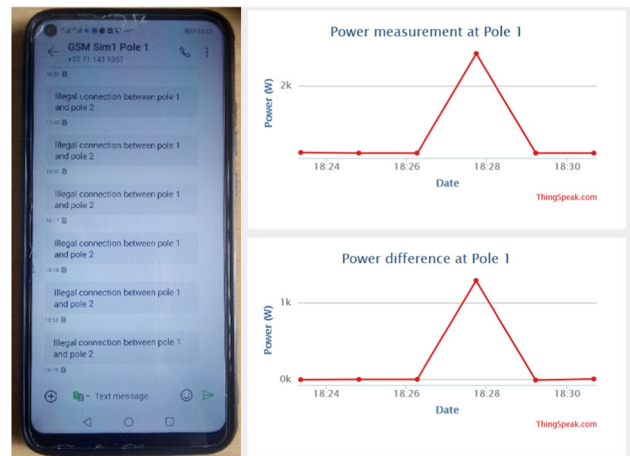 GSM Sim1 Pole 1
Illegal connection between pole 1
and pole 2
Illegal connection between pole 1
and pole 2
Illegal connection between pole 1
and pole 2
Illegal connection between pole 1
and pole 2
Illegal connection between pole 1
and pole 2
Illegal connection between pole 1
and pole 2
Text message
Power measurement at Pole 1
Power (W)
2k
18:24 18:26 18:28 18:30
Date
ThingSpeak.com
Power difference at Pole 1
Power (W)
1k
0k
18:24 18:26 18:28 18:30
Date
ThingSpeak.com